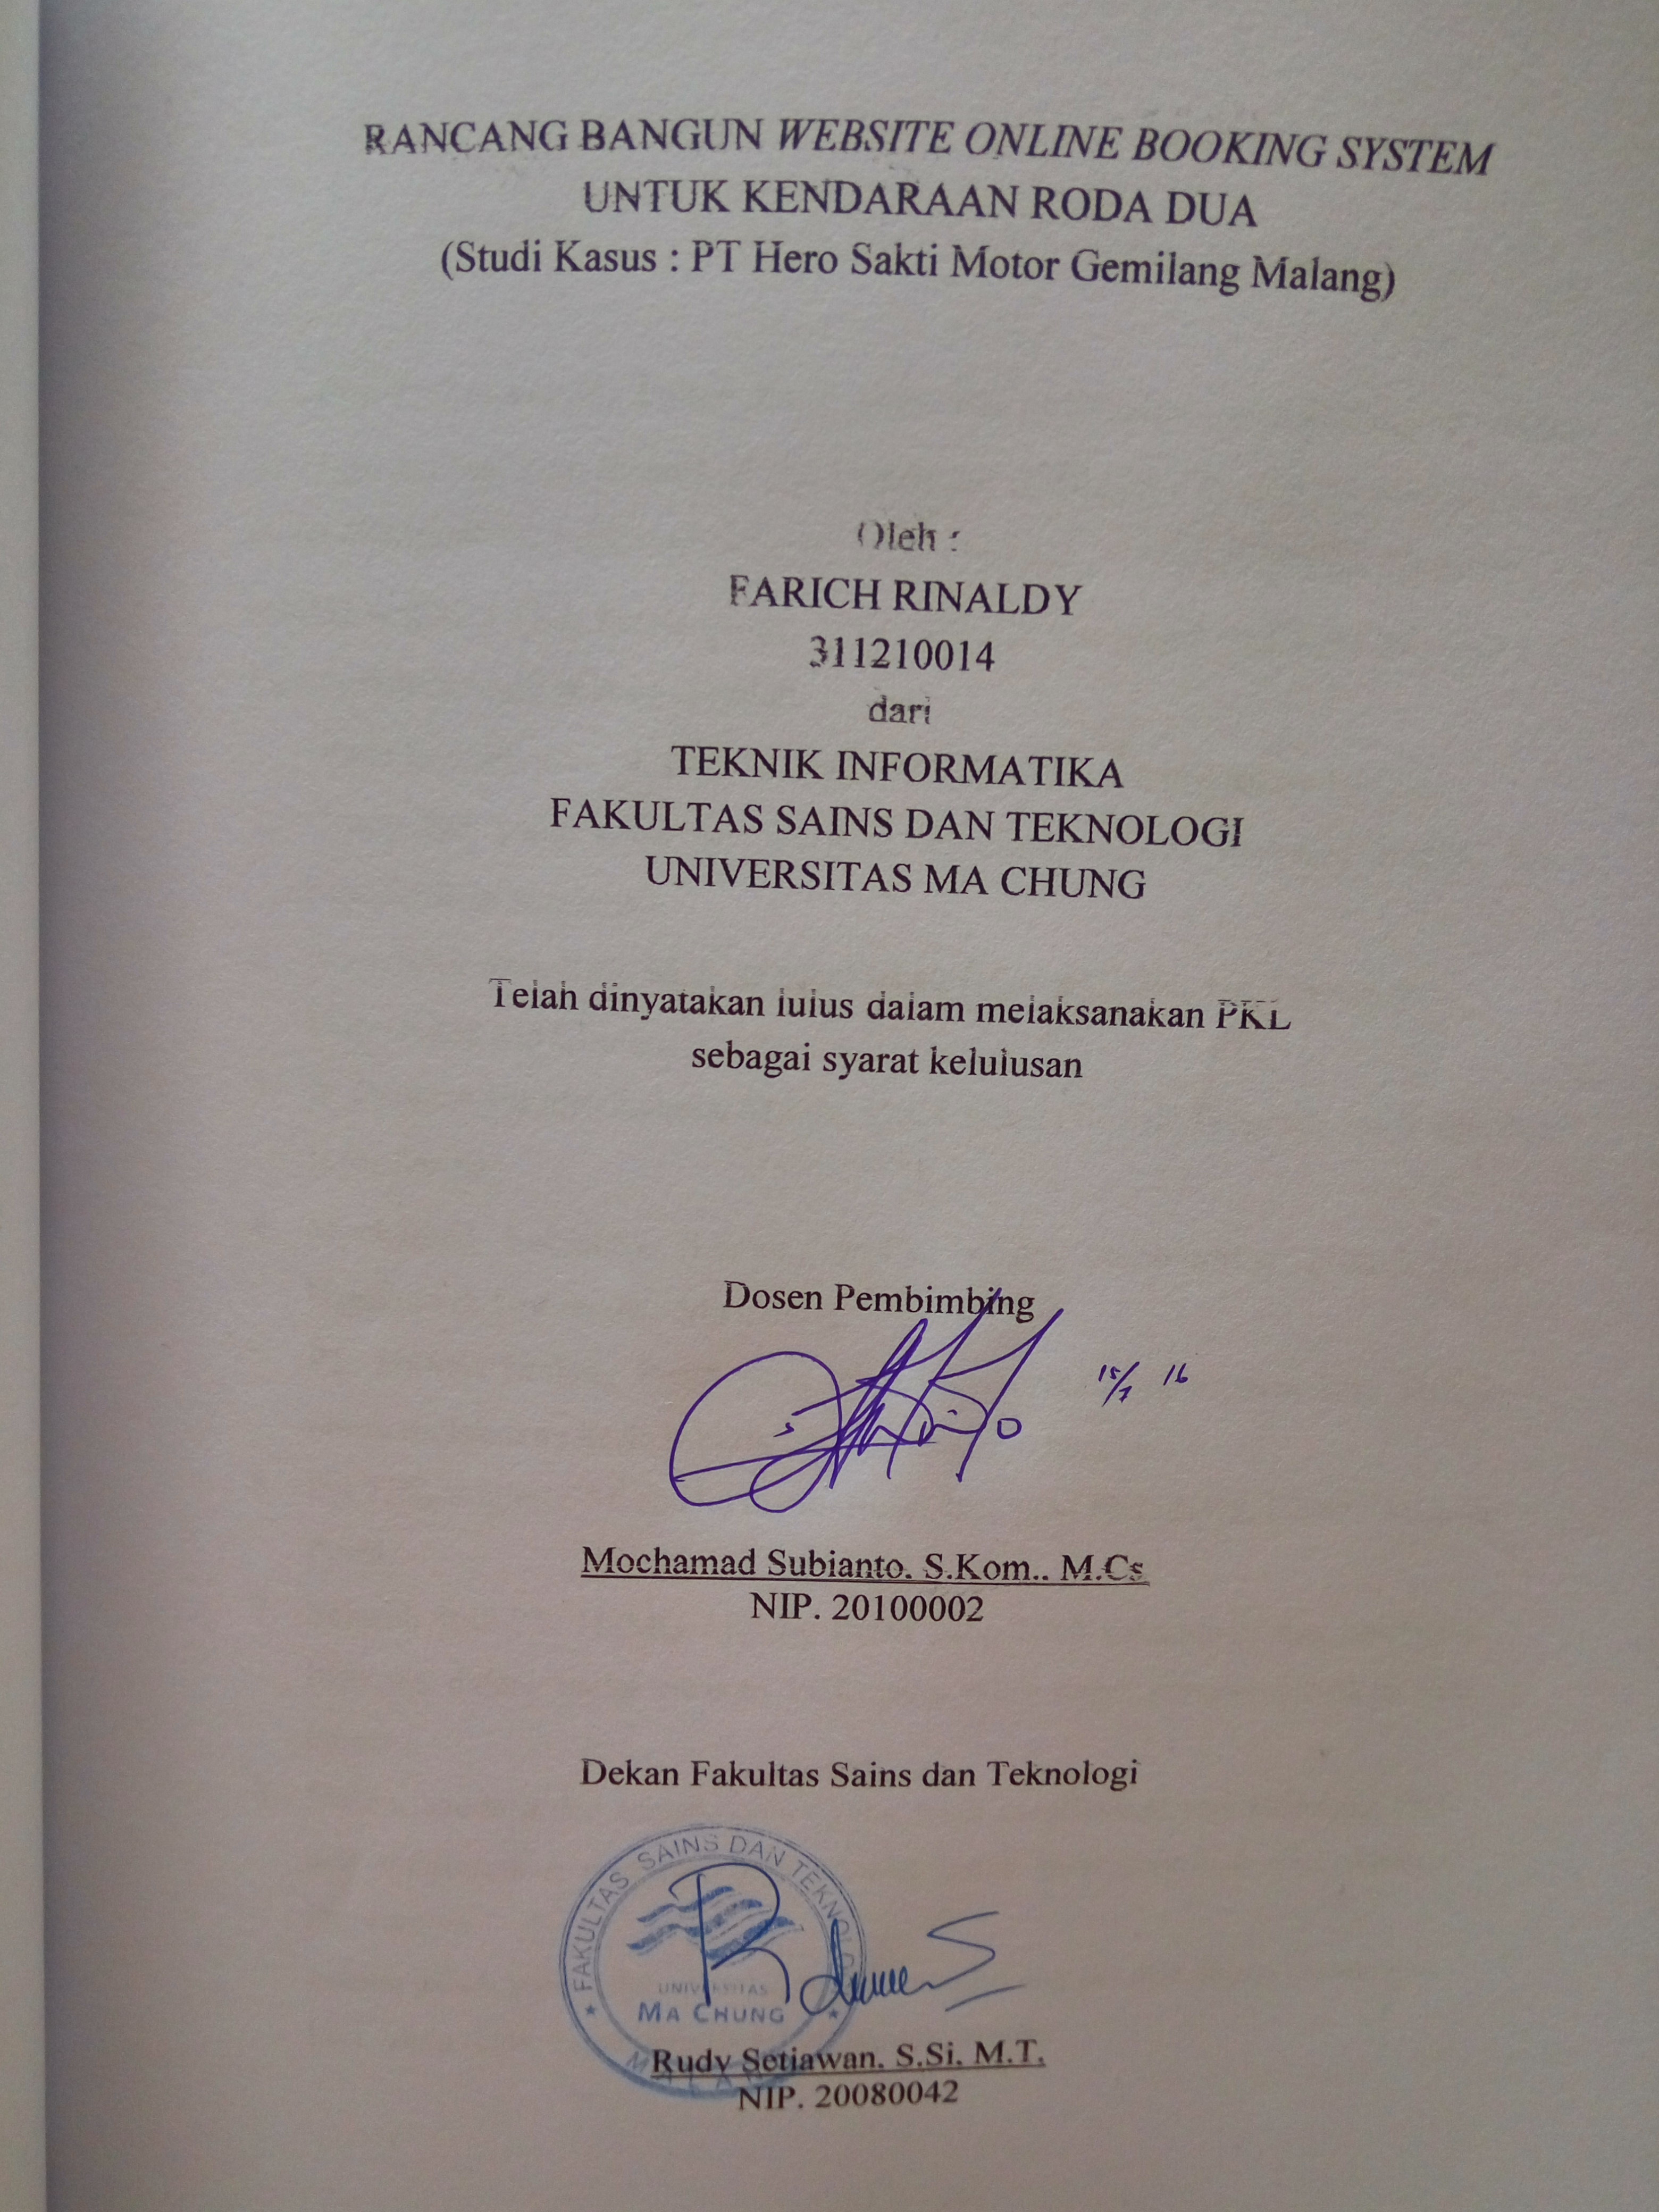 RANCANG BANGUN WEBSITE ONLINE BOOKING SYSTEM
UNTUK KENDARAAN RODA DUA
(Studi Kasus : PT Hero Sakti Motor Gemilang Malang)
Oleh :
FARICH RINALDY
311210014
dari
TEKNIK INFORMATIKA
FAKULTAS SAINS DAN TEKNOLOGI
UNIVERSITAS MA CHUNG
Telah dinyatakan lulus dalam melaksanakan PKL
sebagai syarat kelulusan
Dosen Pembimbing
15/7 16
Mochamad Subianto, S.Kom., M.Cs
NIP. 20100002
Dekan Fakultas Sains dan Teknologi
FAKULTAS SAINS DAN TEKNOLOGI
UNIVERSITAS
MA CHUNG
Rudy Setiawan, S.Si, M.T.
NIP. 20080042